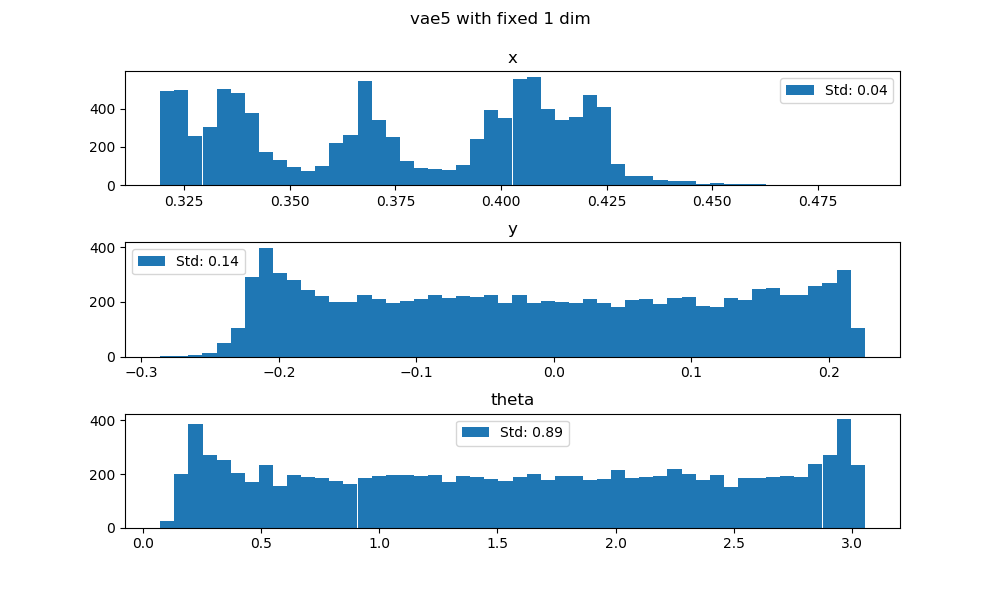 vae5 with fixed 1 dim
x
Std: 0.04
400
200
0
0.325 0.350 0.375 0.400 0.425 0.450 0.475
y
Std: 0.14
400
200
0
−0.3 −0.2 −0.1 0.0 0.1 0.2
theta
Std: 0.89
400
200
0
0.0 0.5 1.0 1.5 2.0 2.5 3.0